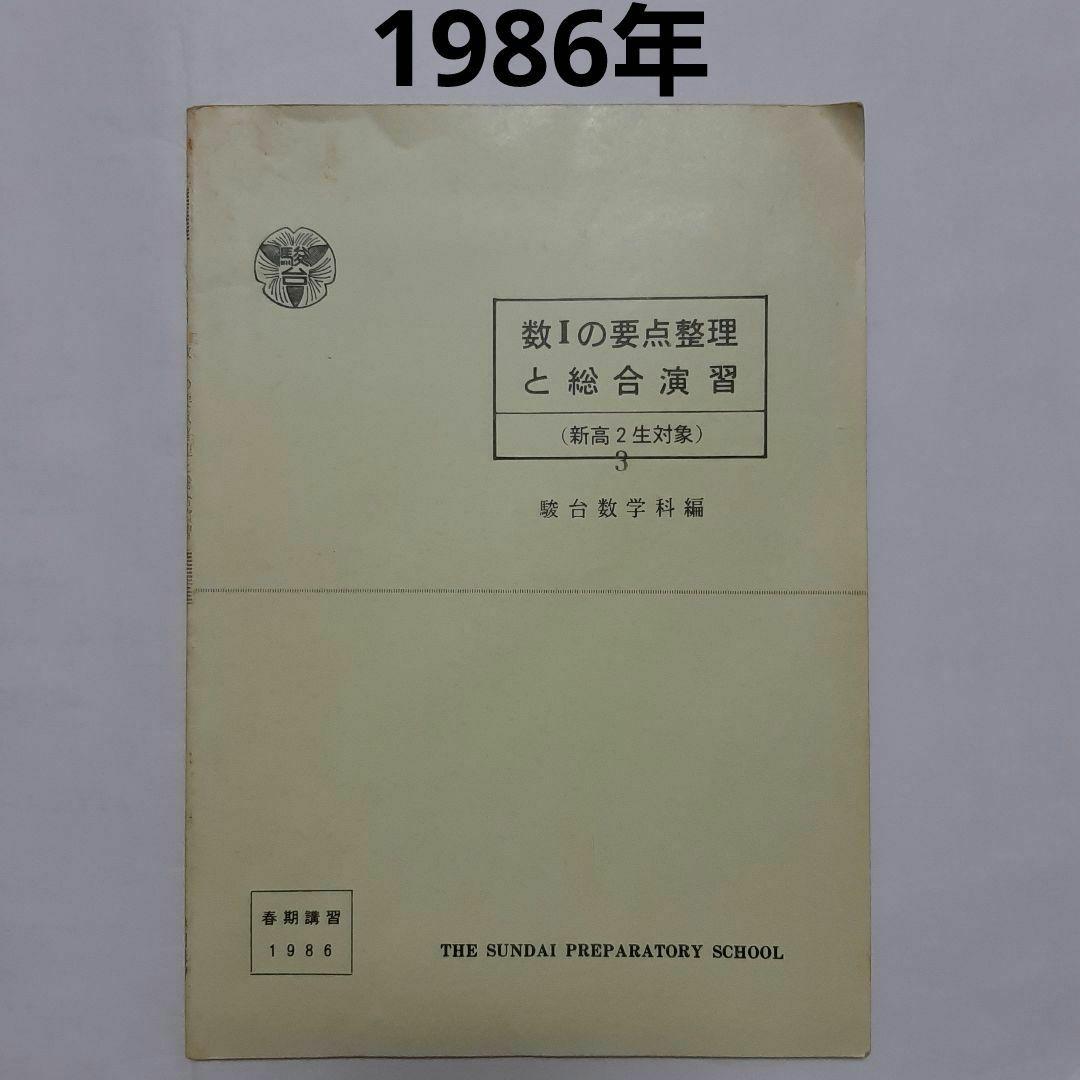 1986年
駿
台
数Iの要点整理
と総合演習
(新高2生対象)
3
駿台数学科編
春期講習
1986
THE SUNDAI PREPARATORY SCHOOL